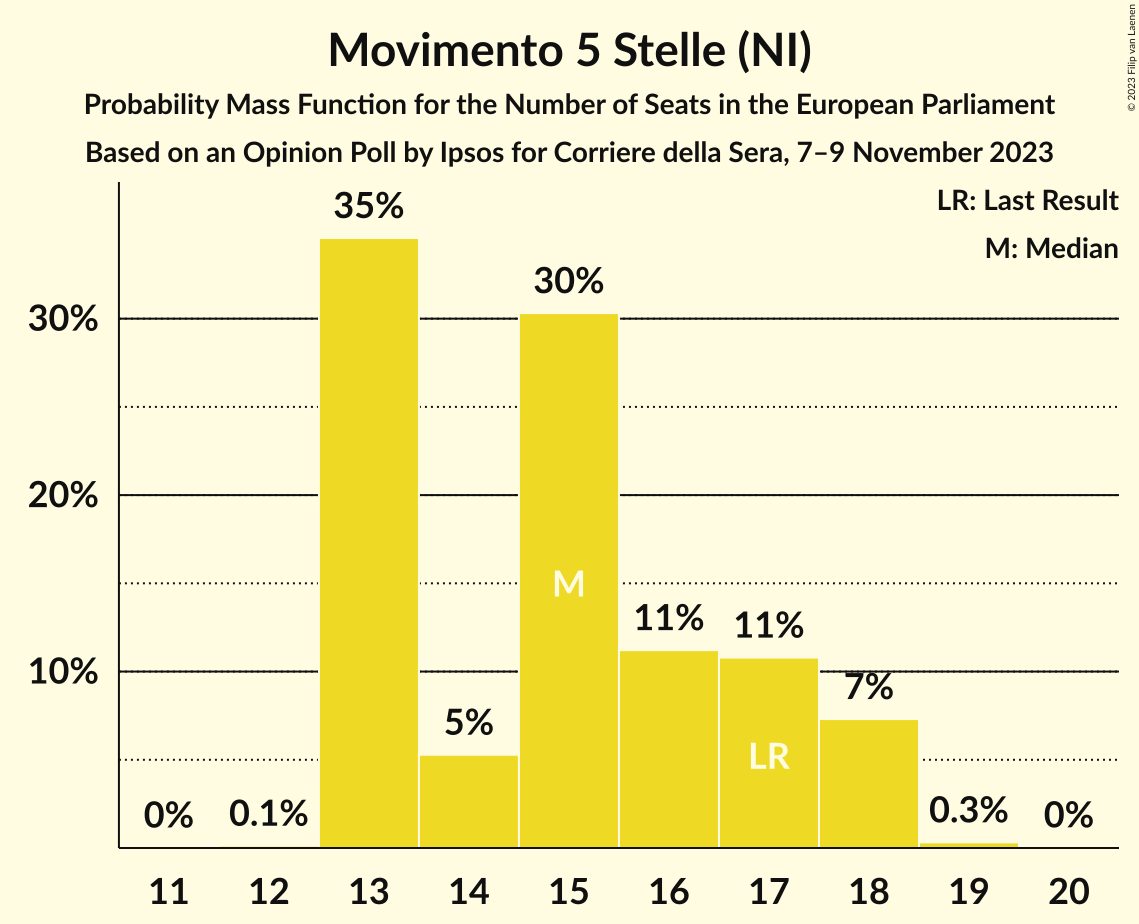 Movimento 5 Stelle (NI)
Probability Mass Function for the Number of Seats in the European Parliament
Based on an Opinion Poll by Ipsos for Corriere della Sera, 7–9 November 2023
© 2023 Filip van Laenen
LR: Last Result
M: Median
35%
30%
30%
20%
M
11%
11%
10%
7%
5%
LR
0%
0.1%
0.3%
0%
11 12 13 14 15 16 17 18 19 20